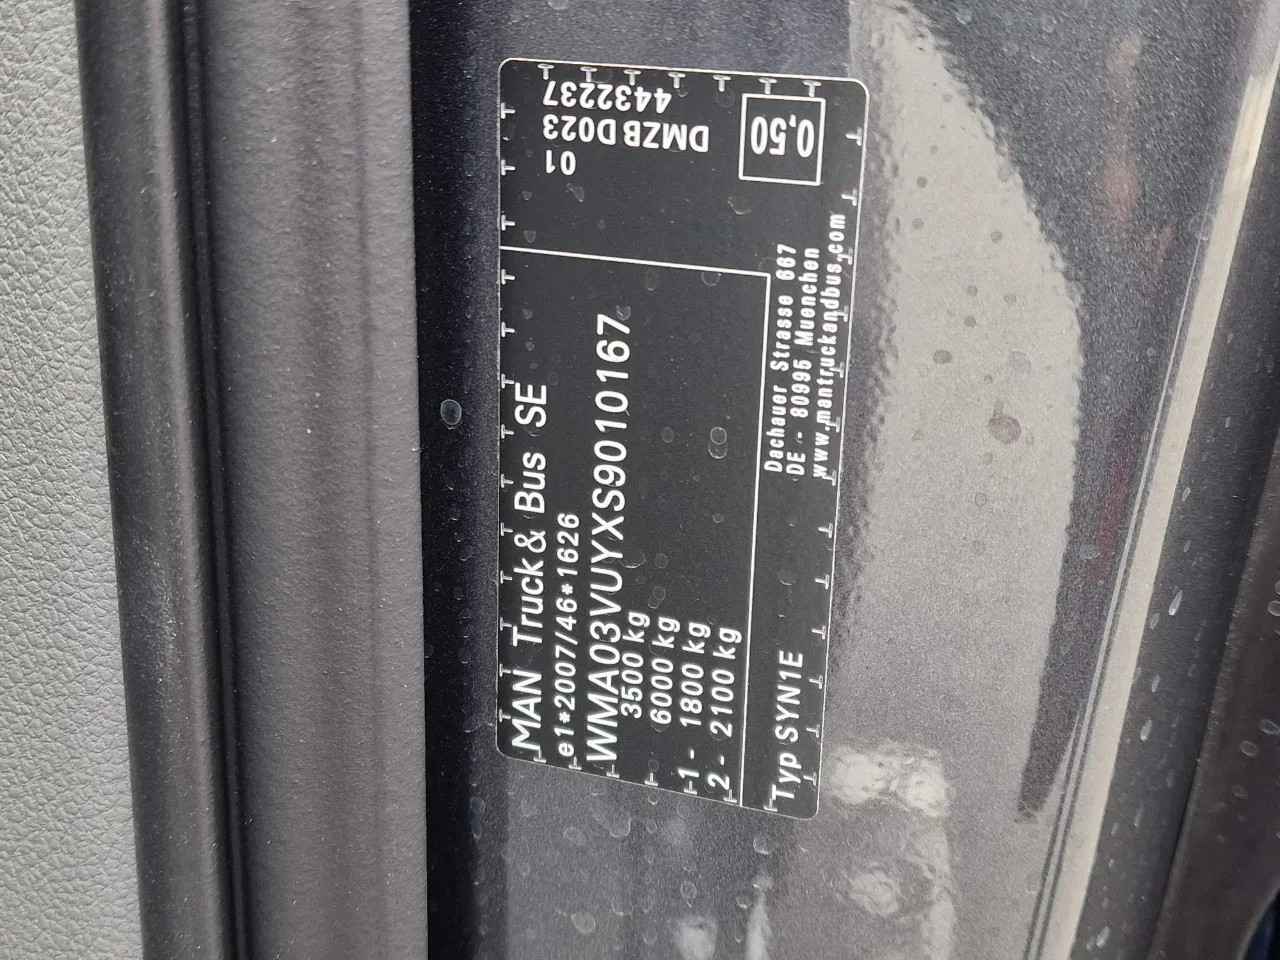 MAN Truck & Bus SE
e1*2007/46*1626
WMA03VUYXS9010167
3500 kg
6000 kg
1 - 1800 kg
2 - 2100 kg
Typ SYN1E
Dachauer Strasse 667
DE - 80995 Muenchen
www.mantruckandbus.com
4432237
DMZB D023
01
0,50